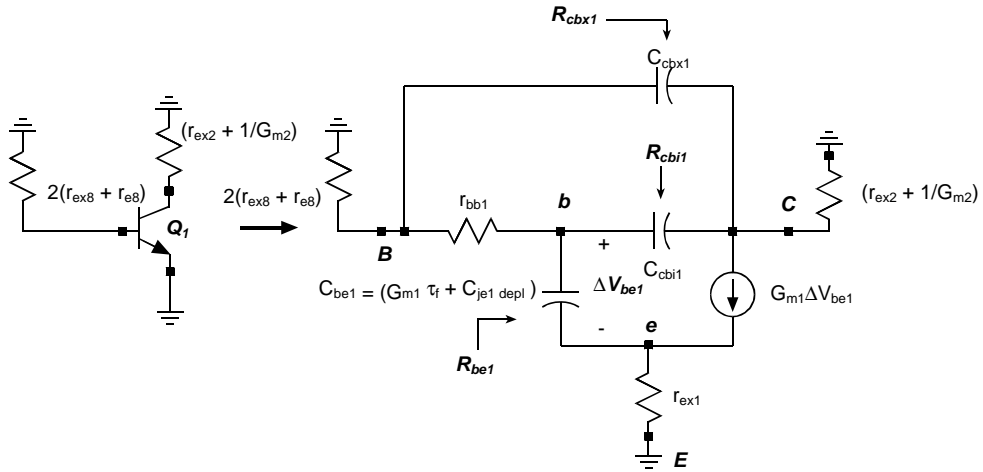 R_cbx1
C_cbx1
(r_ex2 + 1/G_m2)
2(r_ex8 + r_e8)
Q_1
2(r_ex8 + r_e8)
r_bb1
b
R_cbi1
C
(r_ex2 + 1/G_m2)
B
+
C_cbi1
C_be1 = (G_m1 τ_f + C_je1 depl )
ΔV_be1
G_m1ΔV_be1
-
e
R_be1
r_ex1
E